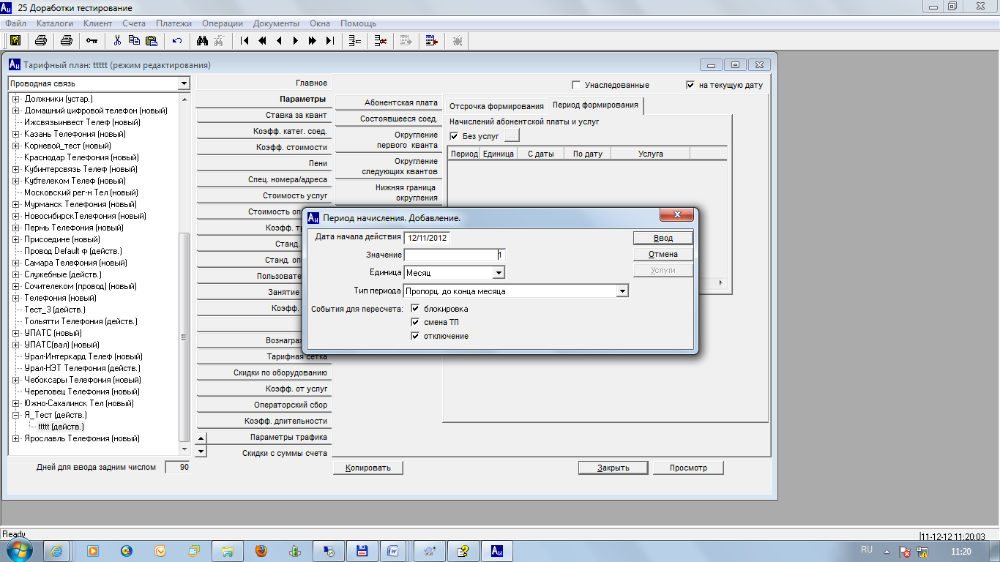 25 Доработки тестирование
Файл Каталоги Клиент Счета Платежи Операции Документы Окна Помощь
Тарифный план: ttttt (режим редактирования)
Проводная связь
Должники (устар.)
Домашний цифровой телефон (новый)
Ижсвязьинвест Телеф (новый)
Казань Телефония (новый)
Корневой_тест (новый)
Краснодар Телефония (новый)
Кубинтерсвязь Телеф (новый)
Кубтелеком Телеф (новый)
Московский рег-н Тел (новый)
Мурманск Телефония (новый)
НовосибирскТелефония (новый)
Пермь Телефония (новый)
Присоедине (новый)
Провод Default ф (действ.)
Самара Телефония (новый)
Служебные (действ.)
Сочителеком (провод) (новый)
Телефония (новый)
Тест_3 (действ.)
Тольятти Телефония (действ.)
УПАТС (новый)
УПАТС(вал) (новый)
Урал-Интеркард Телеф (новый)
Урал-НЭТ Телефония (действ.)
Чебоксары Телефония (новый)
Череповец Телефония (новый)
Южно-Сахалинск Тел (новый)
Я_Тест (действ.)
ttttt (действ.)
Ярославль Телефония (новый)
Дней для ввода задним числом 90
Главное
Параметры
Ставка за квант
Коэфф. катег. соед.
Коэфф. стоимости
Пени
Спец. номера/адреса
Стоимость услуг
Стоимость оп
Коэфф. т
Станд.
Станд. оп
Пользовате
Занятие
Коэфф.
Вознаграж
Тарифная сетка
Скидки по оборудованию
Коэфф. от услуг
Операторский сбор
Коэфф. длительности
Параметры трафика
Скидки с суммы счета
Абонентская плата
Состоявшееся соед.
Округление
первого кванта
Округление
следующих квантов
Нижняя граница
округления
Унаследованные на текущую дату
Отсрочка формирования Период формирования
Начислений абонентской платы и услуг
Без услуг ...
Период Единица С даты По дату Услуга
Период начисления. Добавление.
Дата начала действия 12/11/2012
Значение 1
Единица Месяц
Тип периода Пропорц. до конца месяца
События для пересчета: блокировка
смена ТП
отключение
Ввод
Отмена
Услуги
Копировать Закрыть Просмотр
Ready 11-12-12 11:20:03
RU 11:20